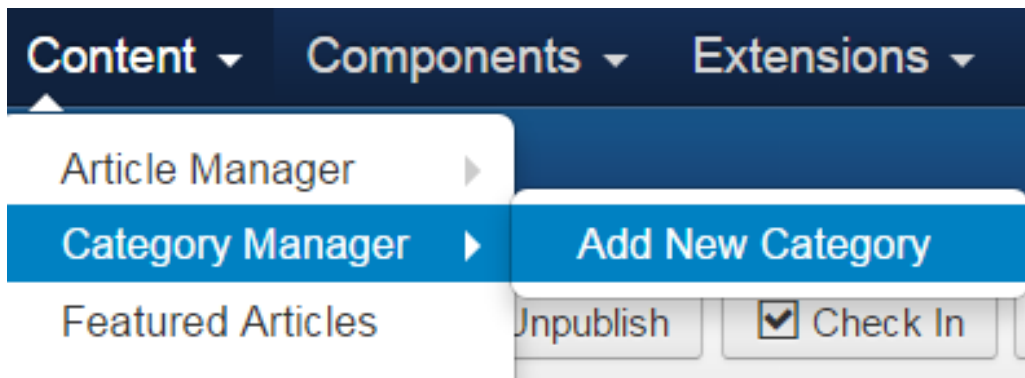 Content Components Extensions
Article Manager
Category Manager Add New Category
Featured Articles Unpublish Check In